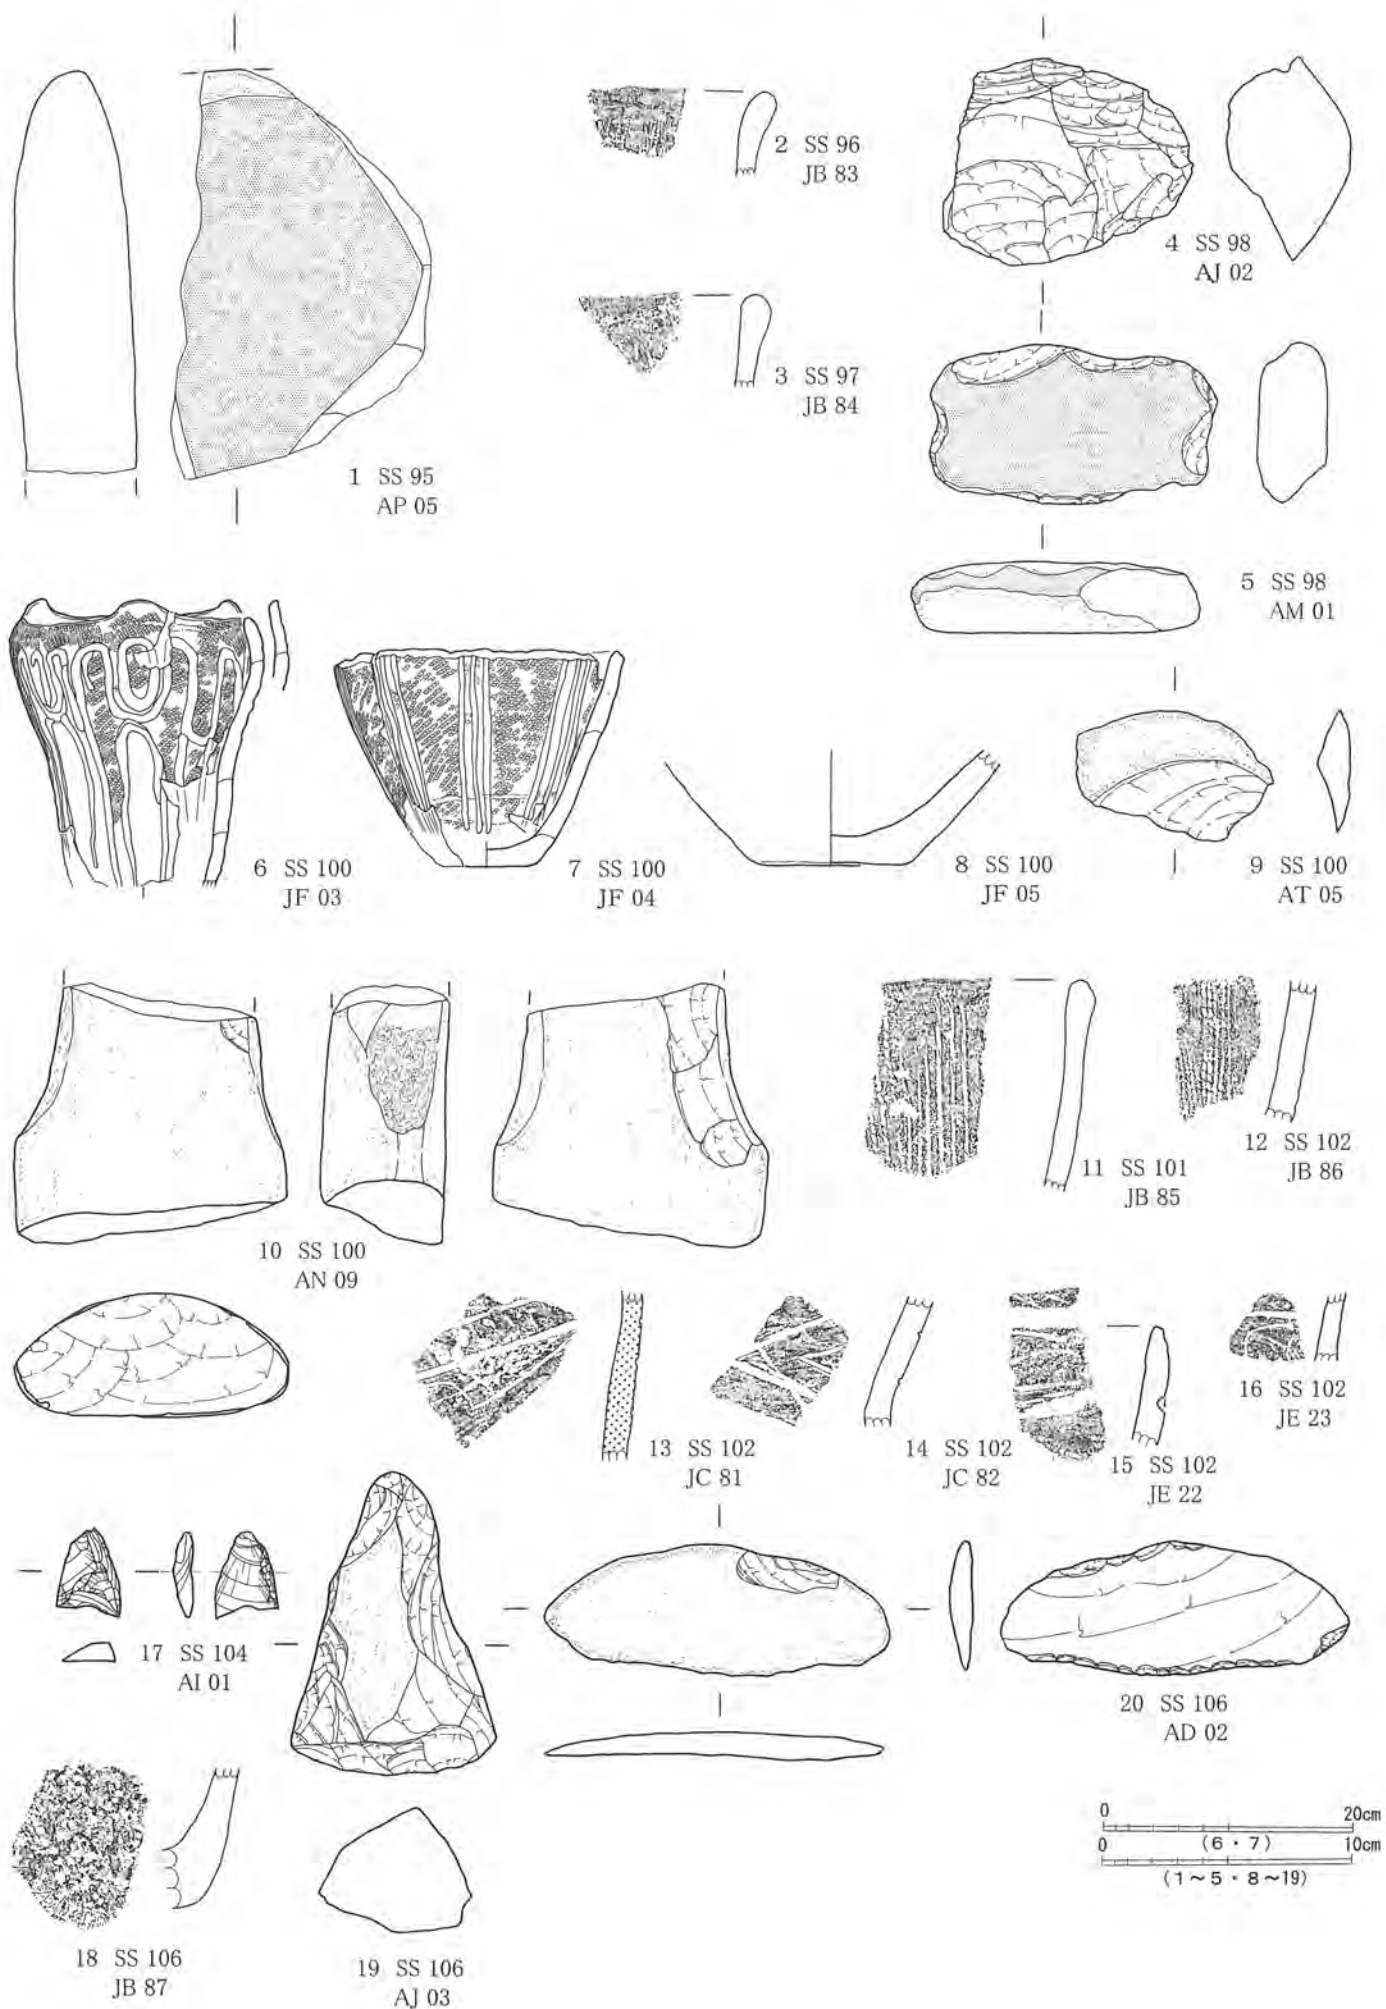 1 SS 95
AP 05
2 SS 96
JB 83
3 SS 97
JB 84
4 SS 98
AJ 02
5 SS 98
AM 01
6 SS 100
JF 03
7 SS 100
JF 04
8 SS 100
JF 05
9 SS 100
AT 05
10 SS 100
AN 09
11 SS 101
JB 85
12 SS 102
JB 86
13 SS 102
JC 81
14 SS 102
JC 82
15 SS 102
JE 22
16 SS 102
JE 23
17 SS 104
AI 01
18 SS 106
JB 87
19 SS 106
AJ 03
20 SS 106
AD 02
0 20cm
(6・7)
0 10cm
(1~5・8~19)